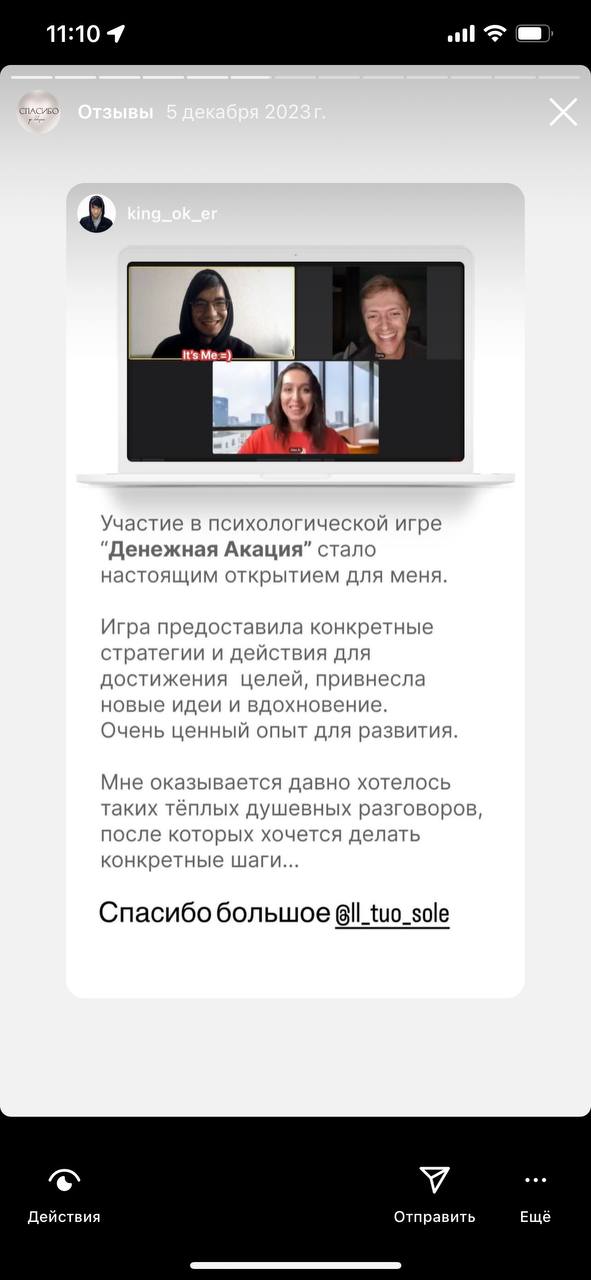 11:10
СПАСИБО
Отзывы 5 декабря 2023 г.
king_ok_er
It's Me =)
Участие в психологической игре
“Денежная Акация” стало
настоящим открытием для меня.
Игра предоставила конкретные
стратегии и действия для
достижения целей, привнесла
новые идеи и вдохновение.
Очень ценный опыт для развития.
Мне оказывается давно хотелось
таких тёплых душевных разговоров,
после которых хочется делать
конкретные шаги...
Спасибо большое @ll_tuo_sole
Действия
Отправить
Ещё